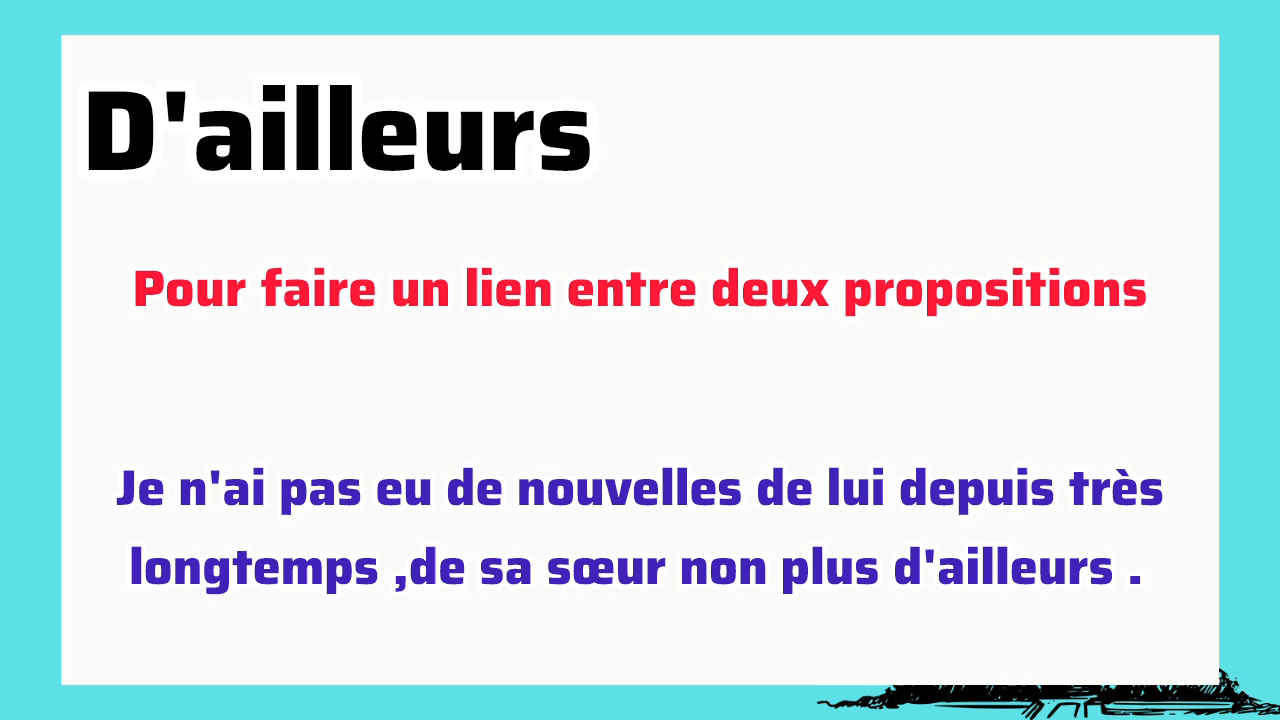 D'ailleurs
Pour faire un lien entre deux propositions
Je n'ai pas eu de nouvelles de lui depuis très
longtemps ,de sa sœur non plus d'ailleurs .